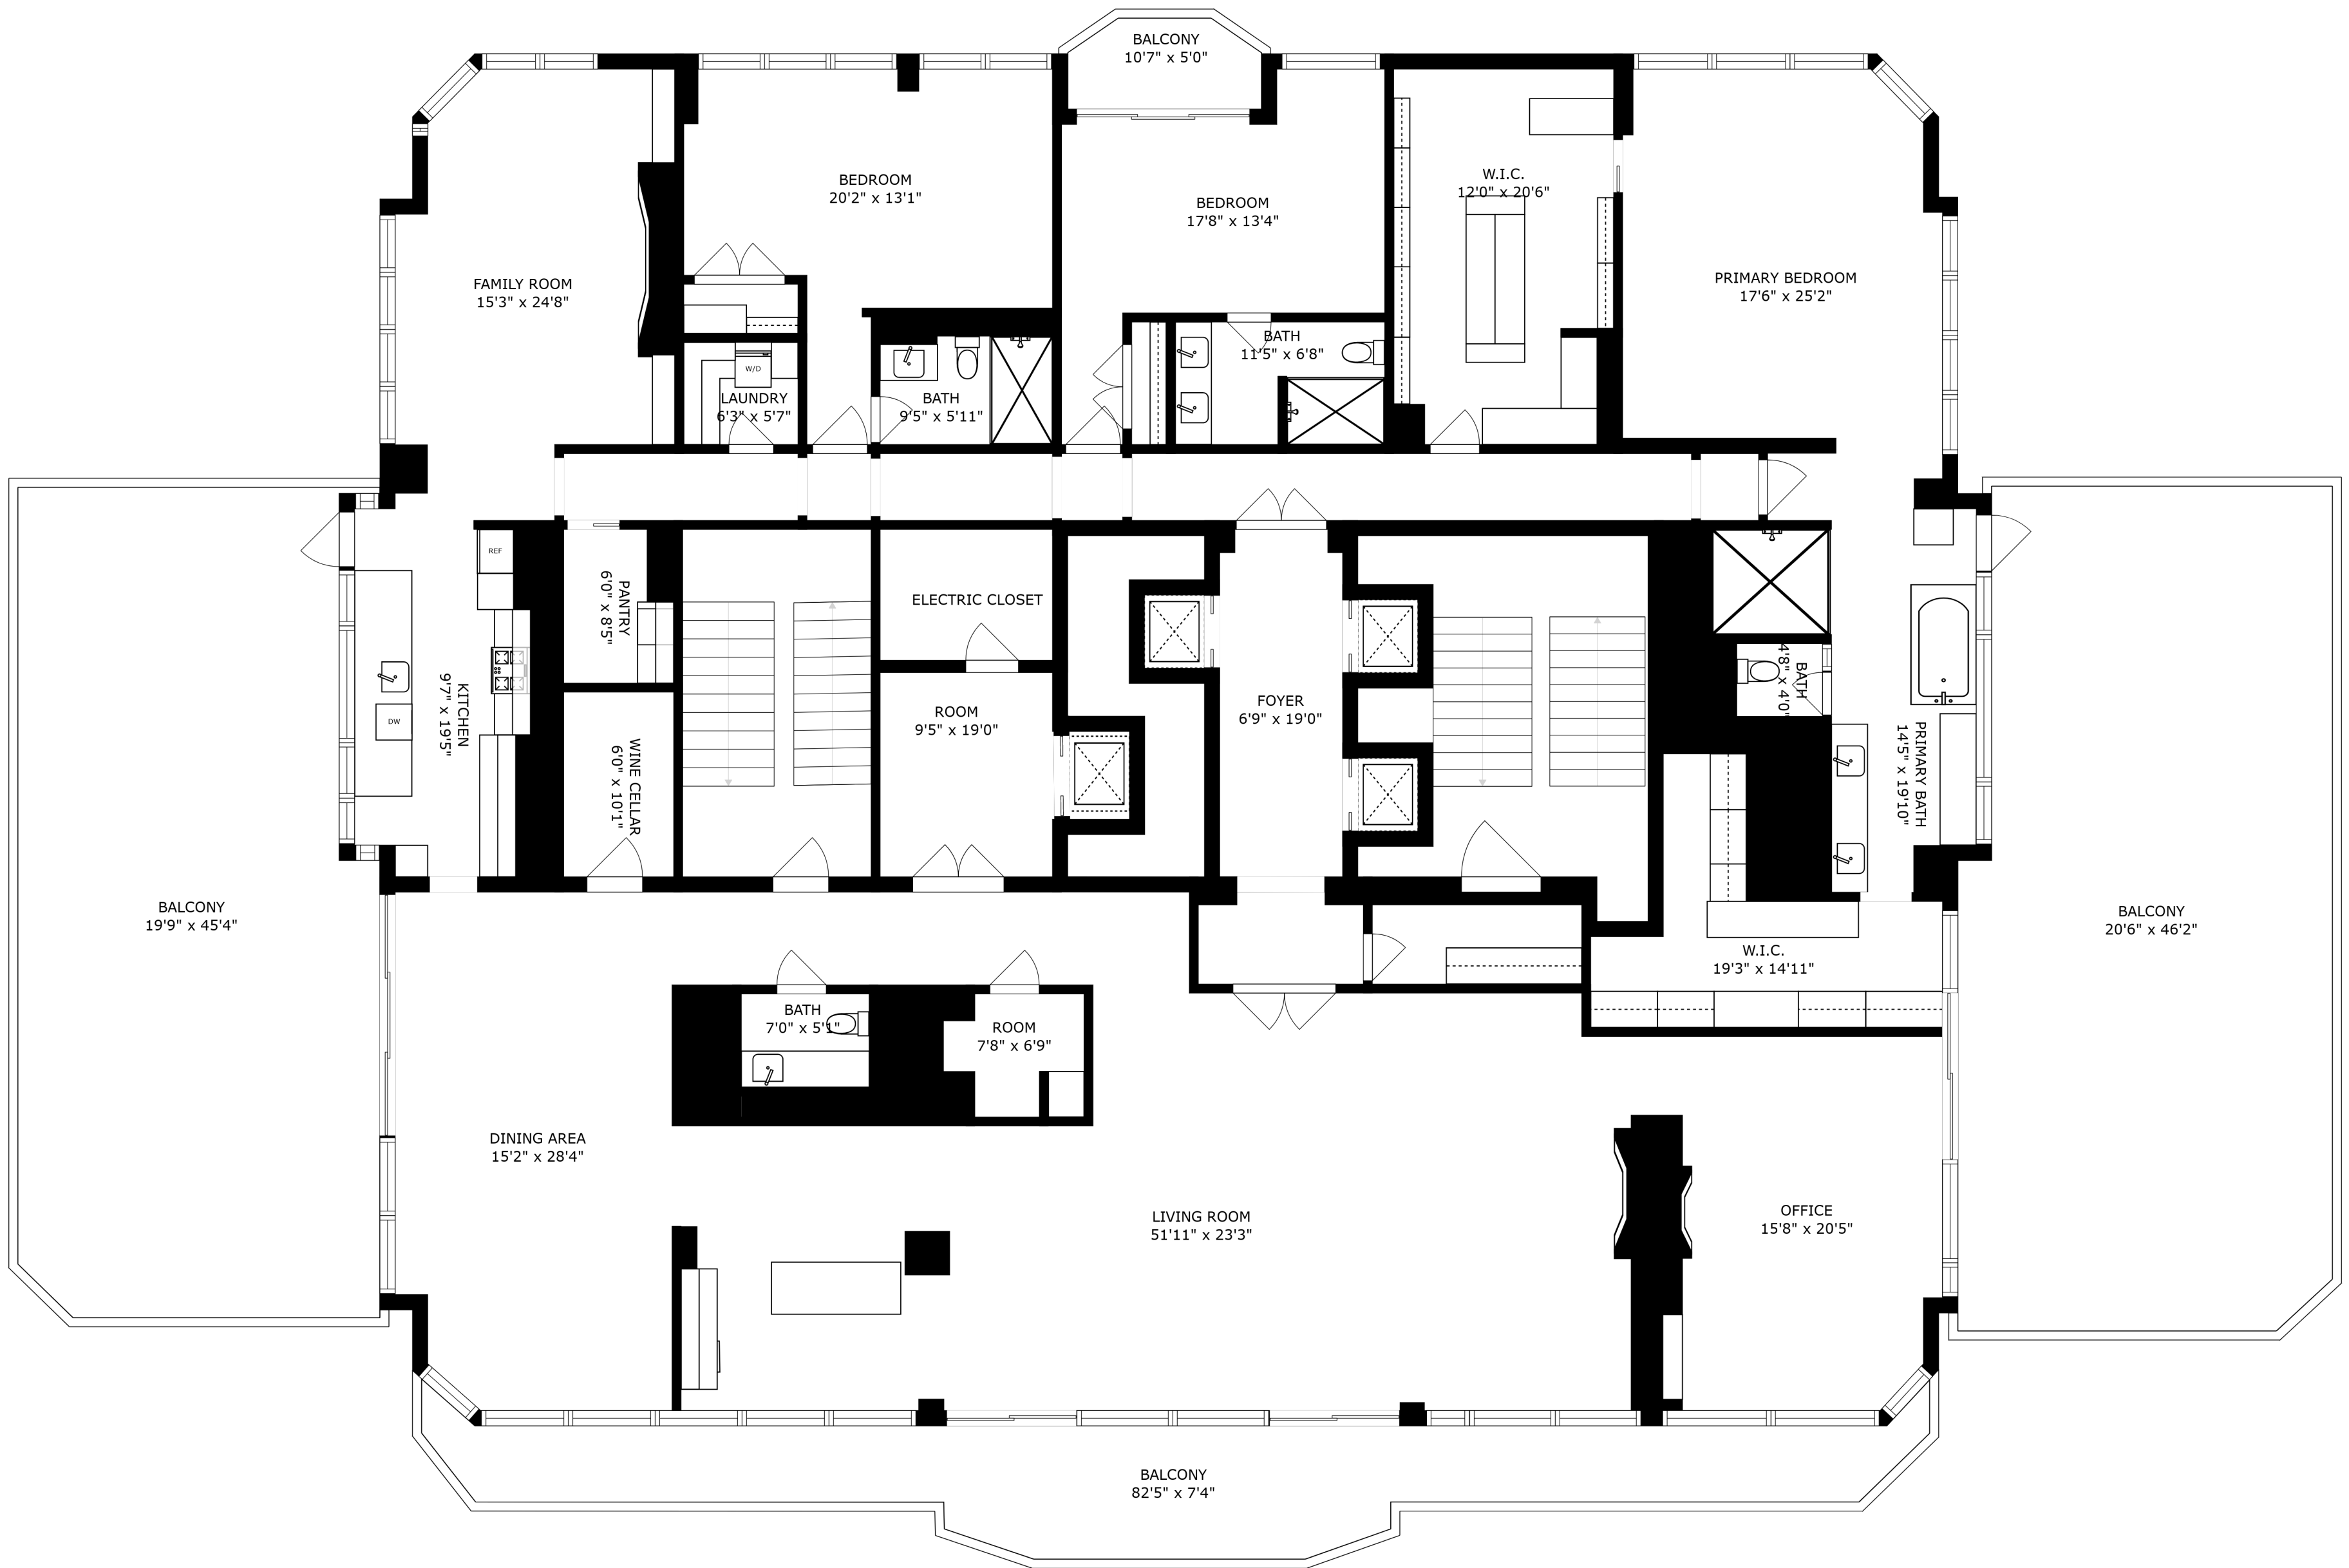 BALCONY
10'7" x 5'0"
BEDROOM
20'2" x 13'1"
BEDROOM
17'8" x 13'4"
W.I.C.
12'0" x 20'6"
FAMILY ROOM
15'3" x 24'8"
PRIMARY BEDROOM
17'6" x 25'2"
W/D
LAUNDRY
6'3" x 5'7"
BATH
9'5" x 5'11"
BATH
11'5" x 6'8"
REF
PANTRY
6'0" x 8'5"
ELECTRIC CLOSET
KITCHEN
9'7" x 19'5"
DW
WINE CELLAR
6'0" x 10'1"
ROOM
9'5" x 19'0"
FOYER
6'9" x 19'0"
BATH
4'8" x 4'0"
PRIMARY BATH
14'5" x 19'10"
BALCONY
19'9" x 45'4"
BALCONY
20'6" x 46'2"
W.I.C.
19'3" x 14'11"
BATH
7'0" x 5'1"
ROOM
7'8" x 6'9"
DINING AREA
15'2" x 28'4"
LIVING ROOM
51'11" x 23'3"
OFFICE
15'8" x 20'5"
BALCONY
82'5" x 7'4"